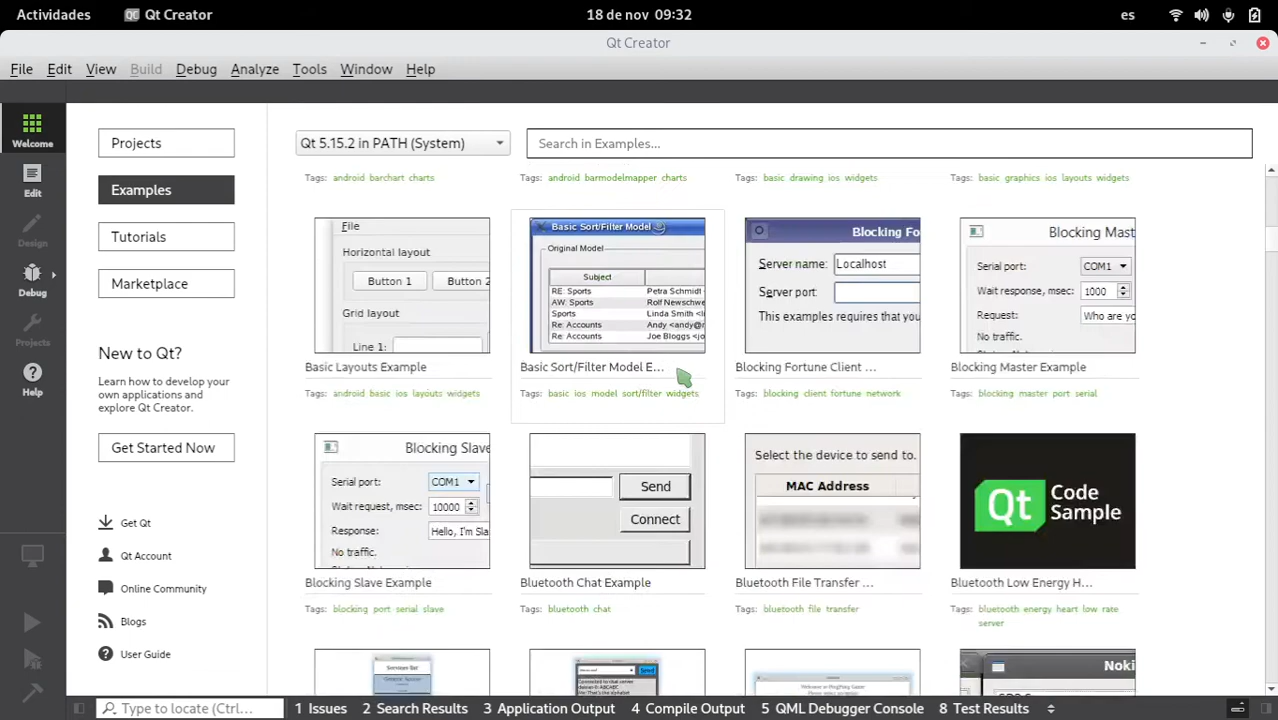 Actividades
Qt Creator
18 de nov 09:32
es
Qt Creator
File Edit View Build Debug Analyze Tools Window Help
Welcome
Edit
Design
Debug
Projects
Help
Projects
Examples
Tutorials
Marketplace
New to Qt?
Learn how to develop your
own applications and
explore Qt Creator.
Get Started Now
Get Qt
Qt Account
Online Community
Blogs
User Guide
Qt 5.15.2 in PATH (System)
Search in Examples...
Tags: android barchart charts
Tags: android barmodelmapper charts
Tags: basic drawing ios widgets
Tags: basic graphics ios layouts widgets
File
Horizontal layout
Button 1 Button 2
Grid layout
Line 1:
Basic Layouts Example
Tags: android basic ios layouts widgets
Basic Sort/Filter Model
Original Model
Subject
RE: Sports Petra Schmidt
AW: Sports Rolf Newschwe
Sports Linda Smith <l
Re: Accounts Andy <andy@n
Re: Accounts Joe Bloggs <jo
Basic Sort/Filter Model E...
Tags: basic ios model sort/filter widgets
Blocking Fo
Server name: Localhost
Server port:
This examples requires that you
Blocking Fortune Client ...
Tags: blocking client fortune network
Blocking Mast
Serial port: COM1
Wait response, msec: 1000
Request: Who are yo
No traffic.
Blocking Master Example
Tags: blocking master port serial
Blocking Slave
Serial port: COM1
Wait request, msec: 10000
Response: Hello, I'm Sla
No traffic.
Blocking Slave Example
Tags: blocking port serial slave
Send
Connect
Bluetooth Chat Example
Tags: bluetooth chat
Select the device to send to.
MAC Address
Bluetooth File Transfer ...
Tags: bluetooth file transfer
Qt Code
Sample
Bluetooth Low Energy H...
Tags: bluetooth energy heart low rate
server
Noki
Type to locate (Ctrl...
1 Issues 2 Search Results 3 Application Output 4 Compile Output 5 QML Debugger Console 8 Test Results